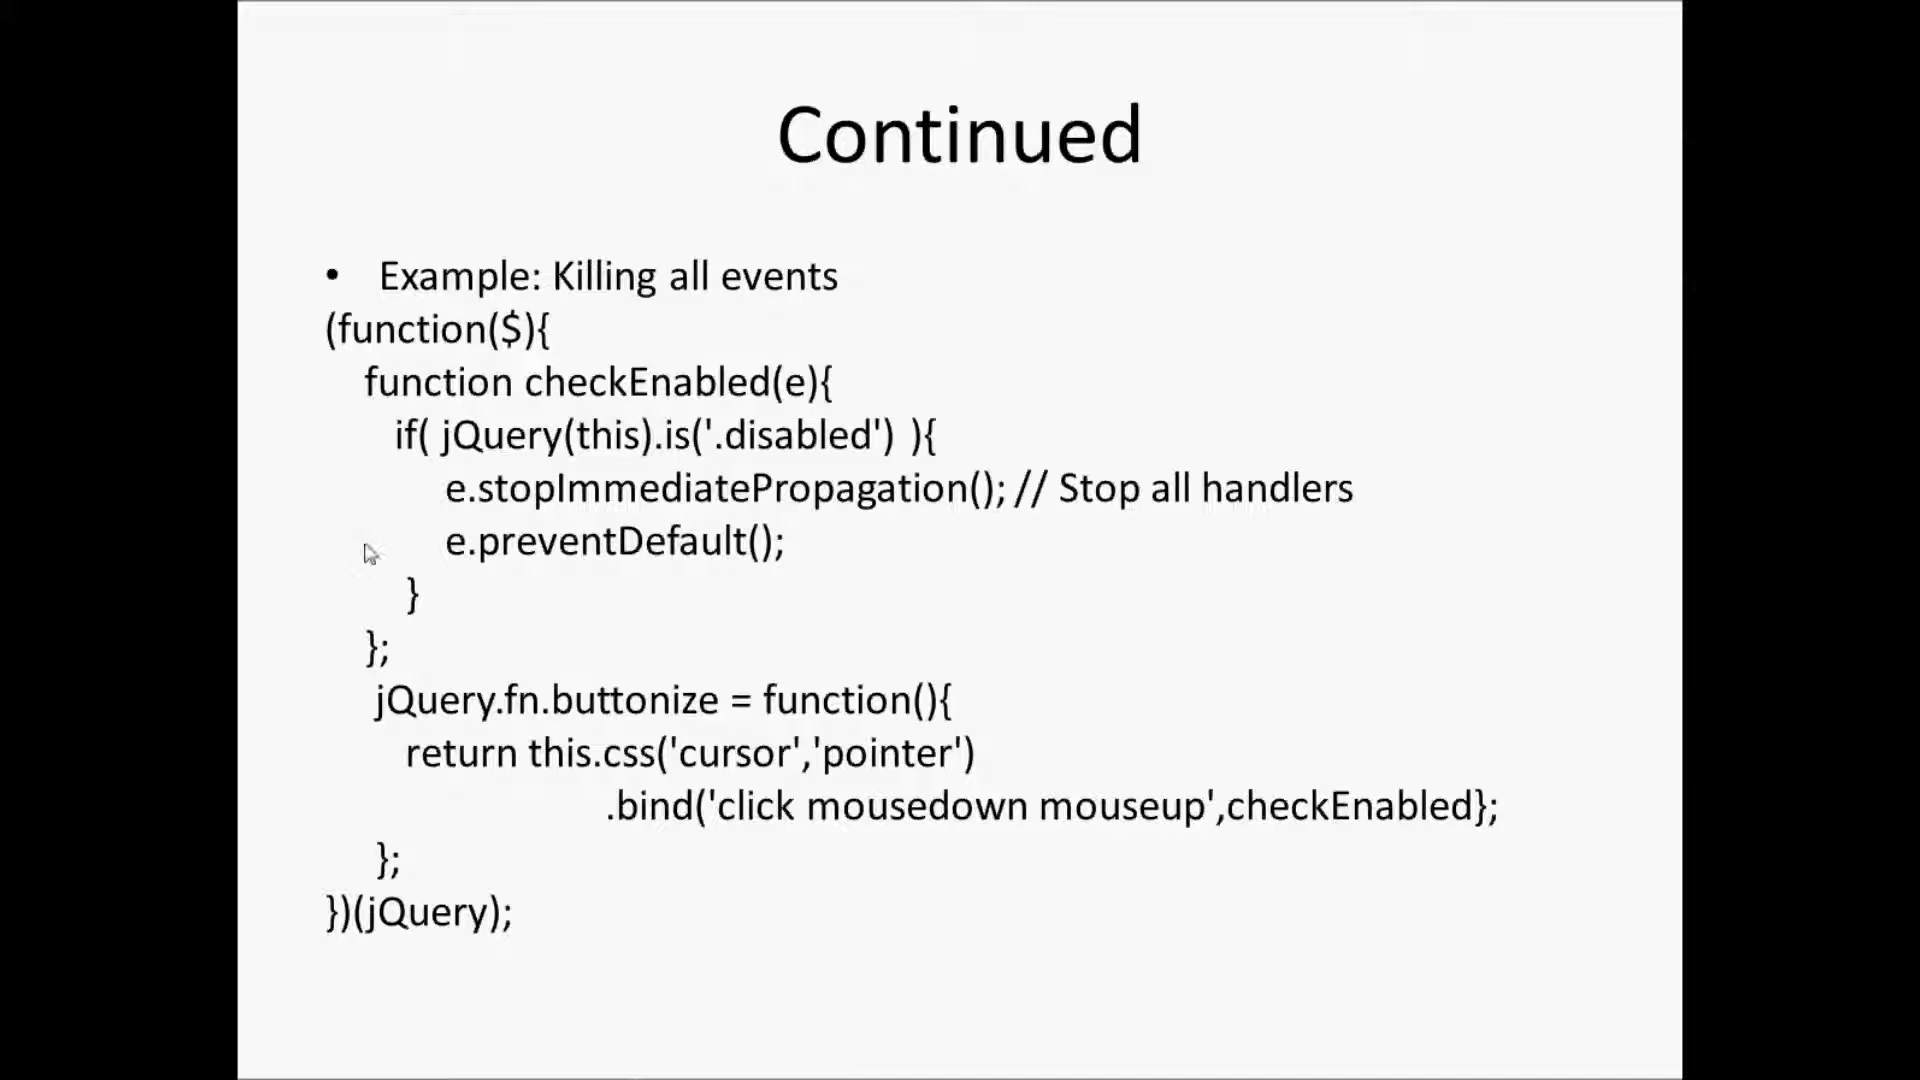 Continued
• Example: Killing all events
(function($){
function checkEnabled(e){
if( jQuery(this).is('.disabled') ){
e.stopImmediatePropagation(); // Stop all handlers
e.preventDefault();
}
};
jQuery.fn.buttonize = function(){
return this.css('cursor','pointer')
.bind('click mousedown mouseup',checkEnabled};
};
})(jQuery);